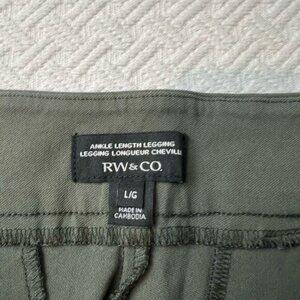 ANKLE LENGTH LEGGING
LEGGING LONGUEUR CHEVILLE
RW&CO.
L/G
MADE IN
CAMBODIA